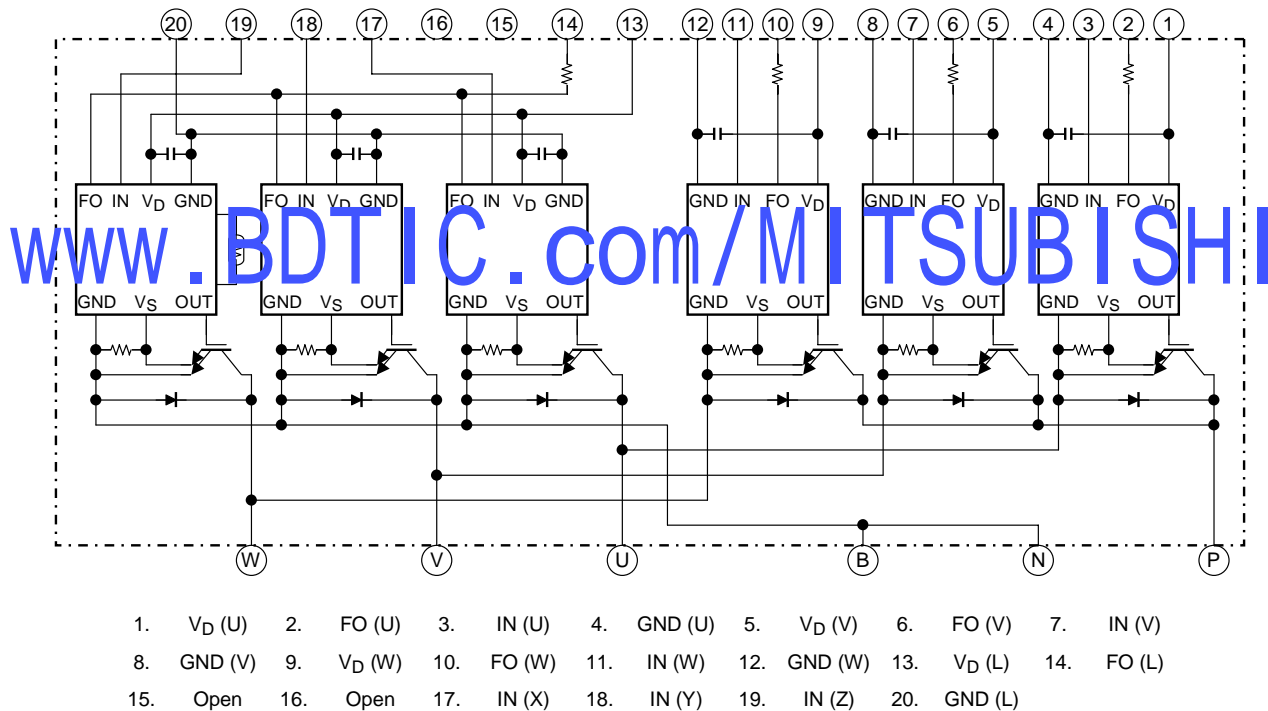 20 19 18 17 16 15 14 13 12 11 10 9 8 7 6 5 4 3 2 1
FO IN VD GND FO IN VD GND FO IN VD GND GND IN FO VD GND IN FO VD GND IN FO VD
www.BDTIC.com/MITSUBISHI
GND VS OUT GND VS OUT GND VS OUT GND VS OUT GND VS OUT GND VS OUT
W V U B N P
1. VD (U) 2. FO (U) 3. IN (U) 4. GND (U) 5. VD (V) 6. FO (V) 7. IN (V)
8. GND (V) 9. VD (W) 10. FO (W) 11. IN (W) 12. GND (W) 13. VD (L) 14. FO (L)
15. Open 16. Open 17. IN (X) 18. IN (Y) 19. IN (Z) 20. GND (L)